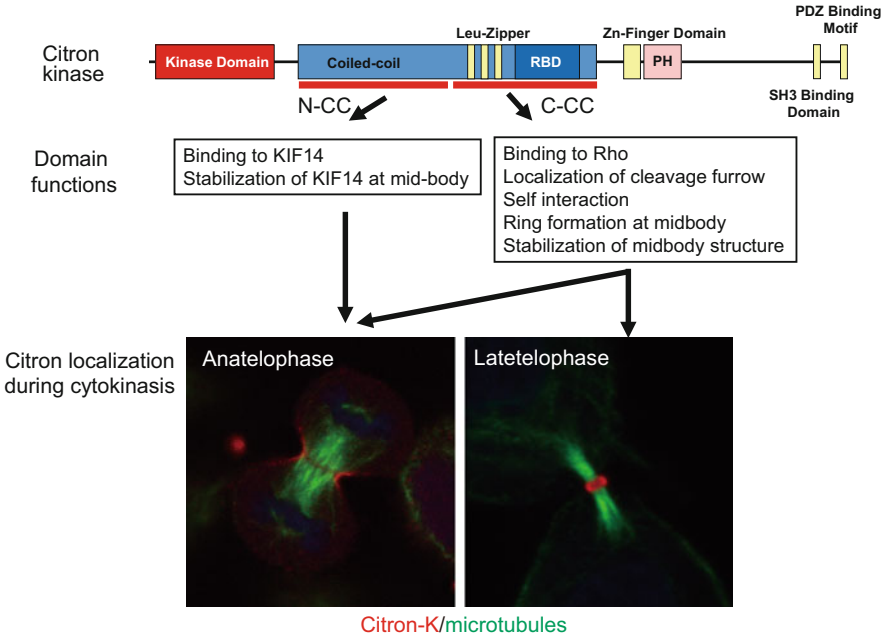 PDZ Binding
Motif
Leu-Zipper
Zn-Finger Domain
Citron
kinase
Kinase Domain
Coiled-coil
RBD
PH
SH3 Binding
Domain
N-CC
C-CC
Domain
functions
Binding to KIF14
Stabilization of KIF14 at mid-body
Binding to Rho
Localization of cleavage furrow
Self interaction
Ring formation at midbody
Stabilization of midbody structure
Citron localization
during cytokinasis
Anatelophase
Latetelophase
Citron-K/microtubules